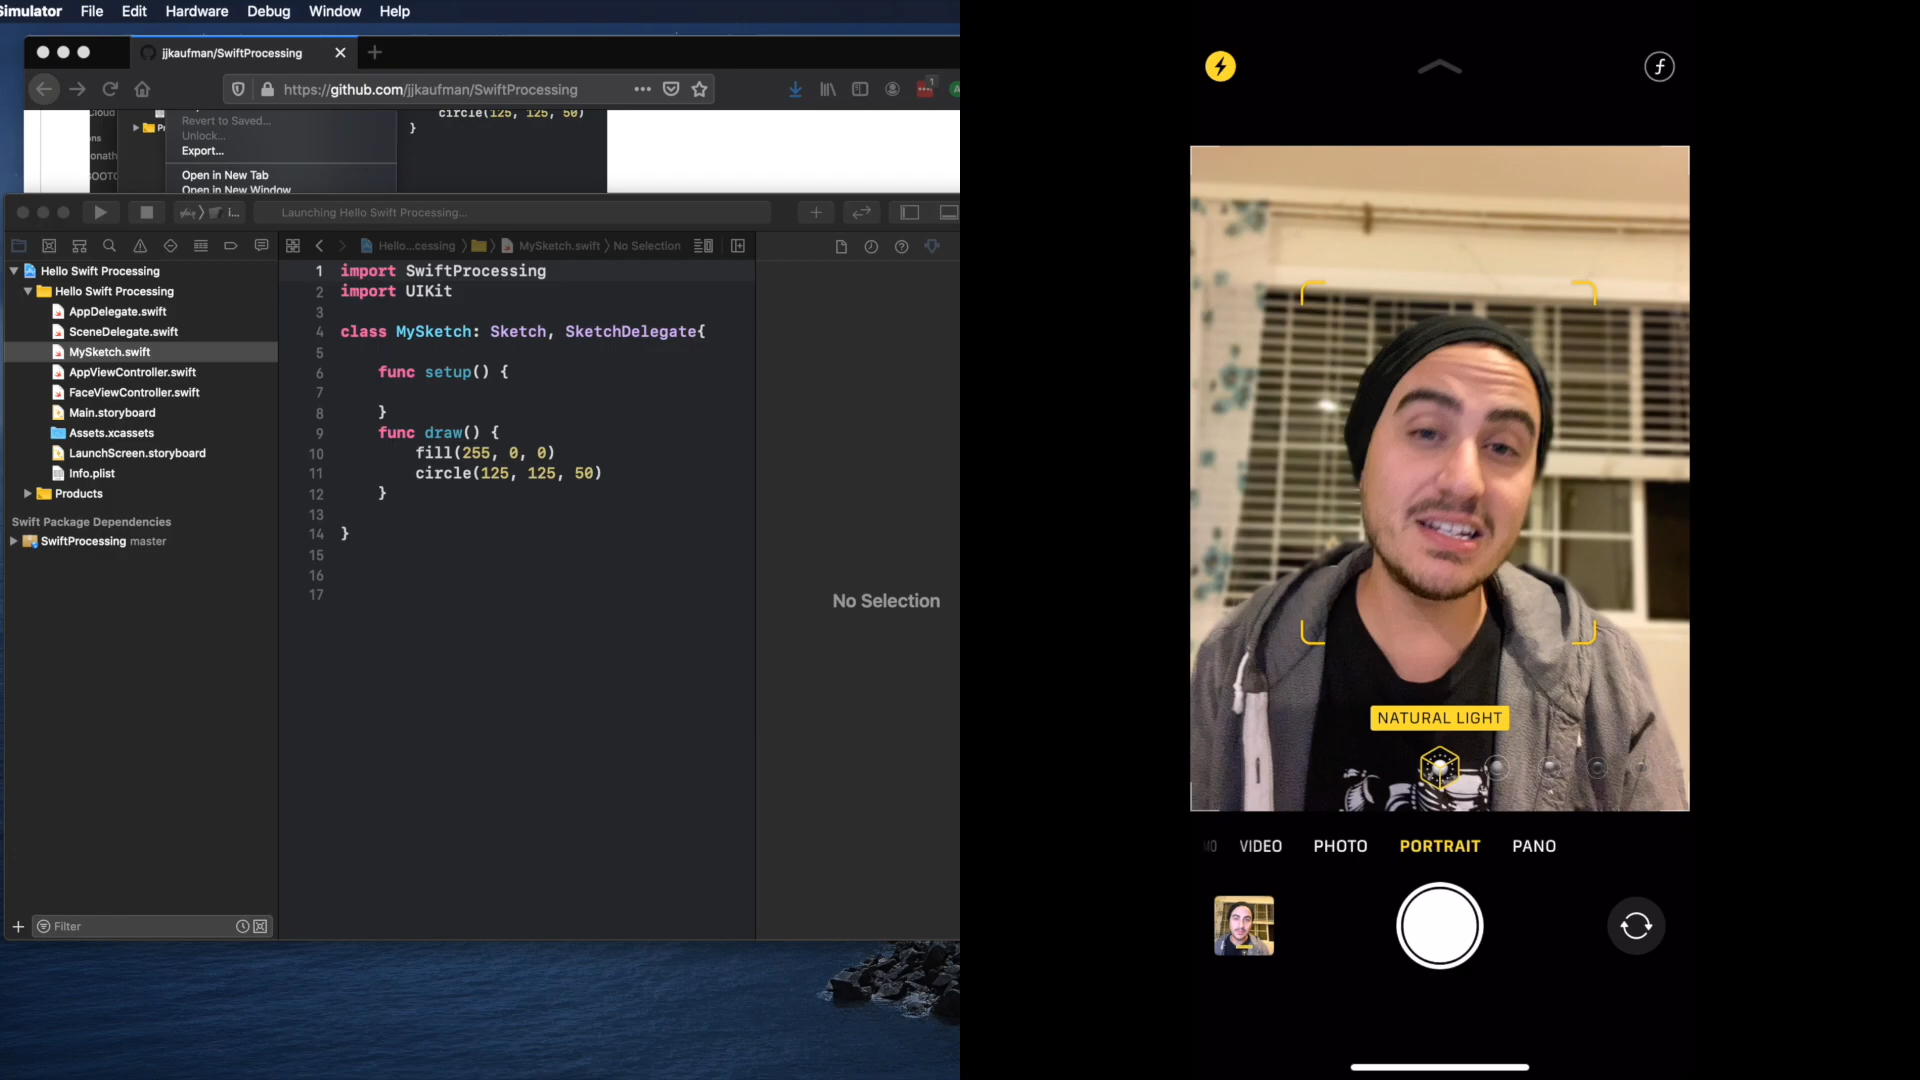 Simulator File Edit Hardware Debug Window Help
jjkaufman/SwiftProcessing
https://github.com/jjkaufman/SwiftProcessing
1
Revert to Saved...
Unlock...
Export...
Open in New Tab
Open in New Window
circle(125, 125, 50)
}
Launching Hello Swift Processing...
Hello...cessing MySketch.swift No Selection
Hello Swift Processing
Hello Swift Processing
AppDelegate.swift
SceneDelegate.swift
MySketch.swift
AppViewController.swift
FaceViewController.swift
Main.storyboard
Assets.xcassets
LaunchScreen.storyboard
Info.plist
Products
Swift Package Dependencies
SwiftProcessing master
Filter
1 import SwiftProcessing
2 import UIKit
3
4 class MySketch: Sketch, SketchDelegate{
5
6 func setup() {
7
8 }
9 func draw() {
10 fill(255, 0, 0)
11 circle(125, 125, 50)
12 }
13
14 }
15
16
17
No Selection
NATURAL LIGHT
VIDEO PHOTO PORTRAIT PANO